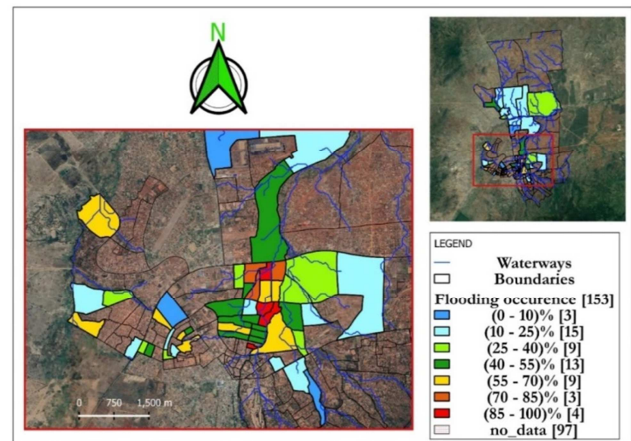 N
0 750 1,500 m
LEGEND
Waterways
Boundaries
Flooding occurence [153]
(0 - 10)% [3]
(10 - 25)% [15]
(25 - 40)% [9]
(40 - 55)% [13]
(55 - 70)% [9]
(70 - 85)% [3]
(85 - 100)% [4]
no_data [97]